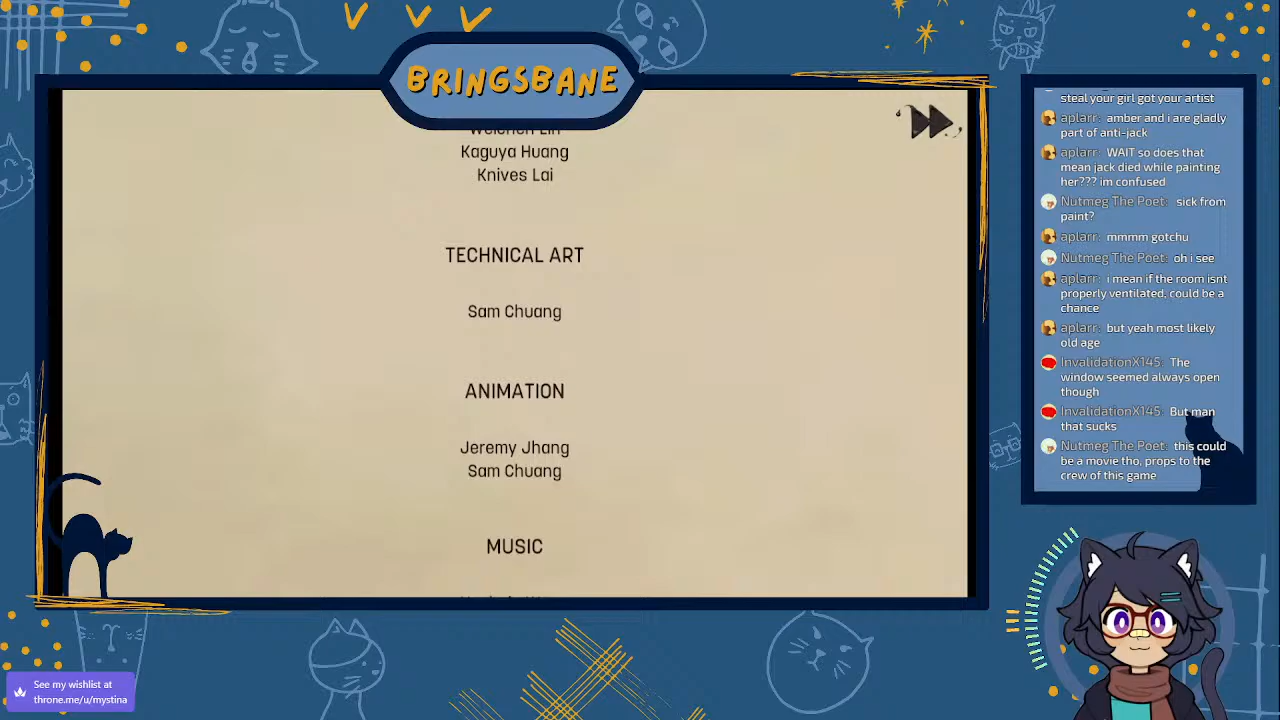 BRINGSBANE
Weichen Lin
Kaguya Huang
Knives Lai
TECHNICAL ART
Sam Chuang
ANIMATION
Jeremy Jhang
Sam Chuang
MUSIC
steal your girl got your artist
aplarr: amber and i are gladly
part of anti-jack
aplarr: WAIT so does that
mean jack died while painting
her??? im confused
Nutmeg The Poet: sick from
paint?
aplarr: mmmm gotchu
Nutmeg The Poet: oh i see
aplarr: i mean if the room isnt
properly ventilated, could be a
chance
aplarr: but yeah most likely
old age
InvalidationX145: The
window seemed always open
though
InvalidationX145: But man
that sucks
Nutmeg The Poet: this could
be a movie tho, props to the
crew of this game
See my wishlist at
throne.me/u/mystina